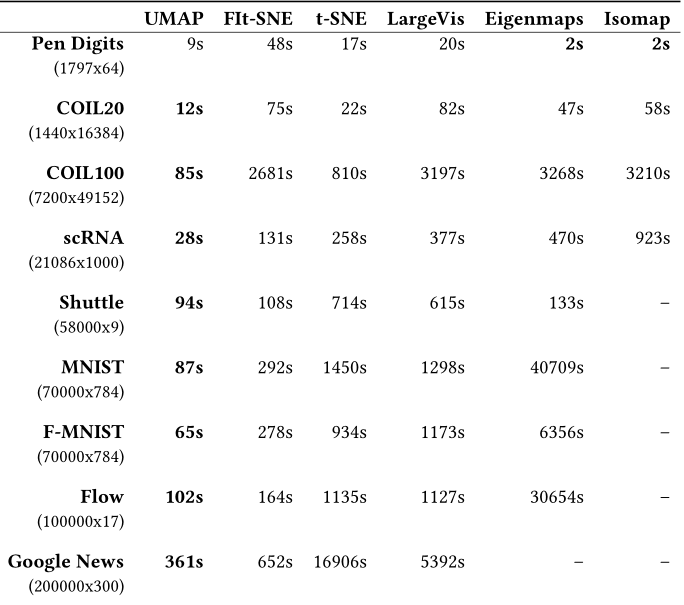 UMAP FIt-SNE t-SNE LargeVis Eigenmaps Isomap
Pen Digits 9s 48s 17s 20s 2s 2s
(1797x64)
COIL20 12s 75s 22s 82s 47s 58s
(1440x16384)
COIL100 85s 2681s 810s 3197s 3268s 3210s
(7200x49152)
scRNA 28s 131s 258s 377s 470s 923s
(21086x1000)
Shuttle 94s 108s 714s 615s 133s –
(58000x9)
MNIST 87s 292s 1450s 1298s 40709s –
(70000x784)
F-MNIST 65s 278s 934s 1173s 6356s –
(70000x784)
Flow 102s 164s 1135s 1127s 30654s –
(100000x17)
Google News 361s 652s 16906s 5392s – –
(200000x300)